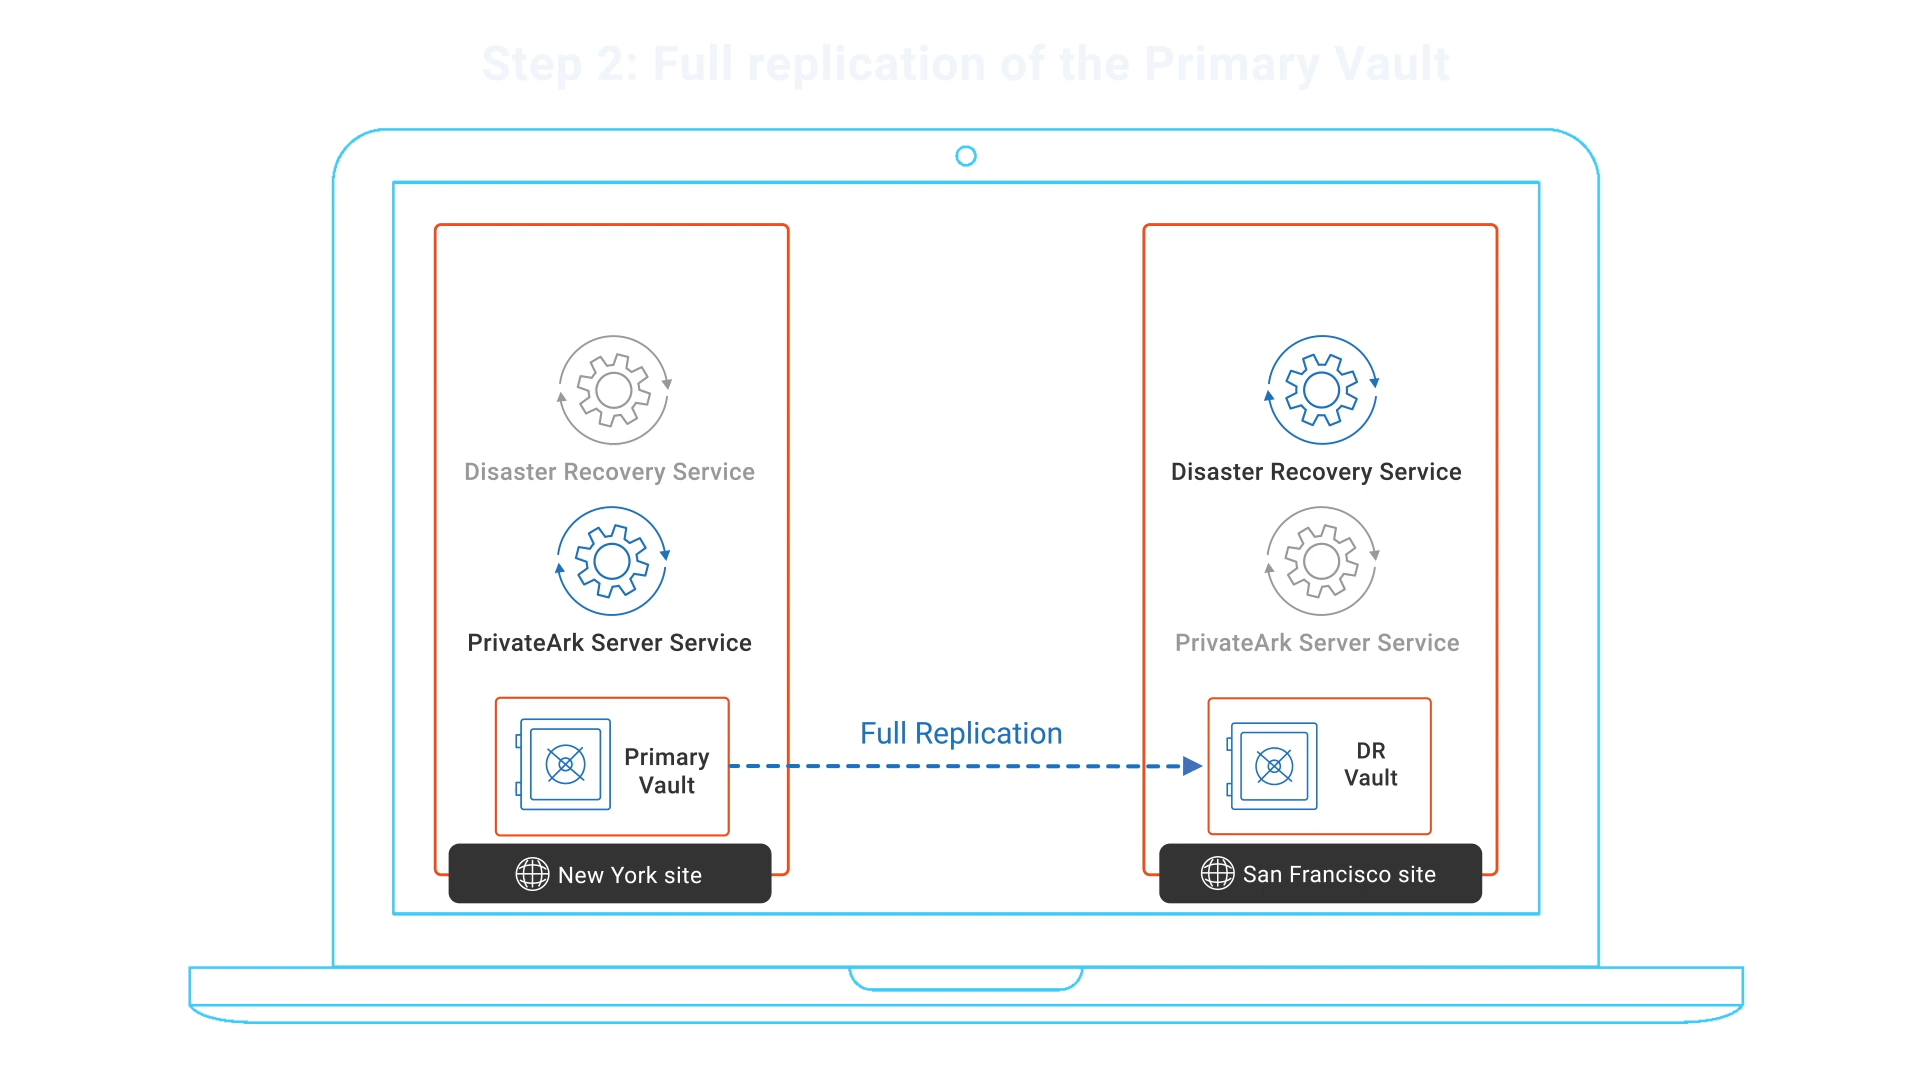 Step 2: Full replication of the Primary Vault
Disaster Recovery Service
PrivateArk Server Service
Primary
Vault
New York site
Full Replication
Disaster Recovery Service
PrivateArk Server Service
DR
Vault
San Francisco site